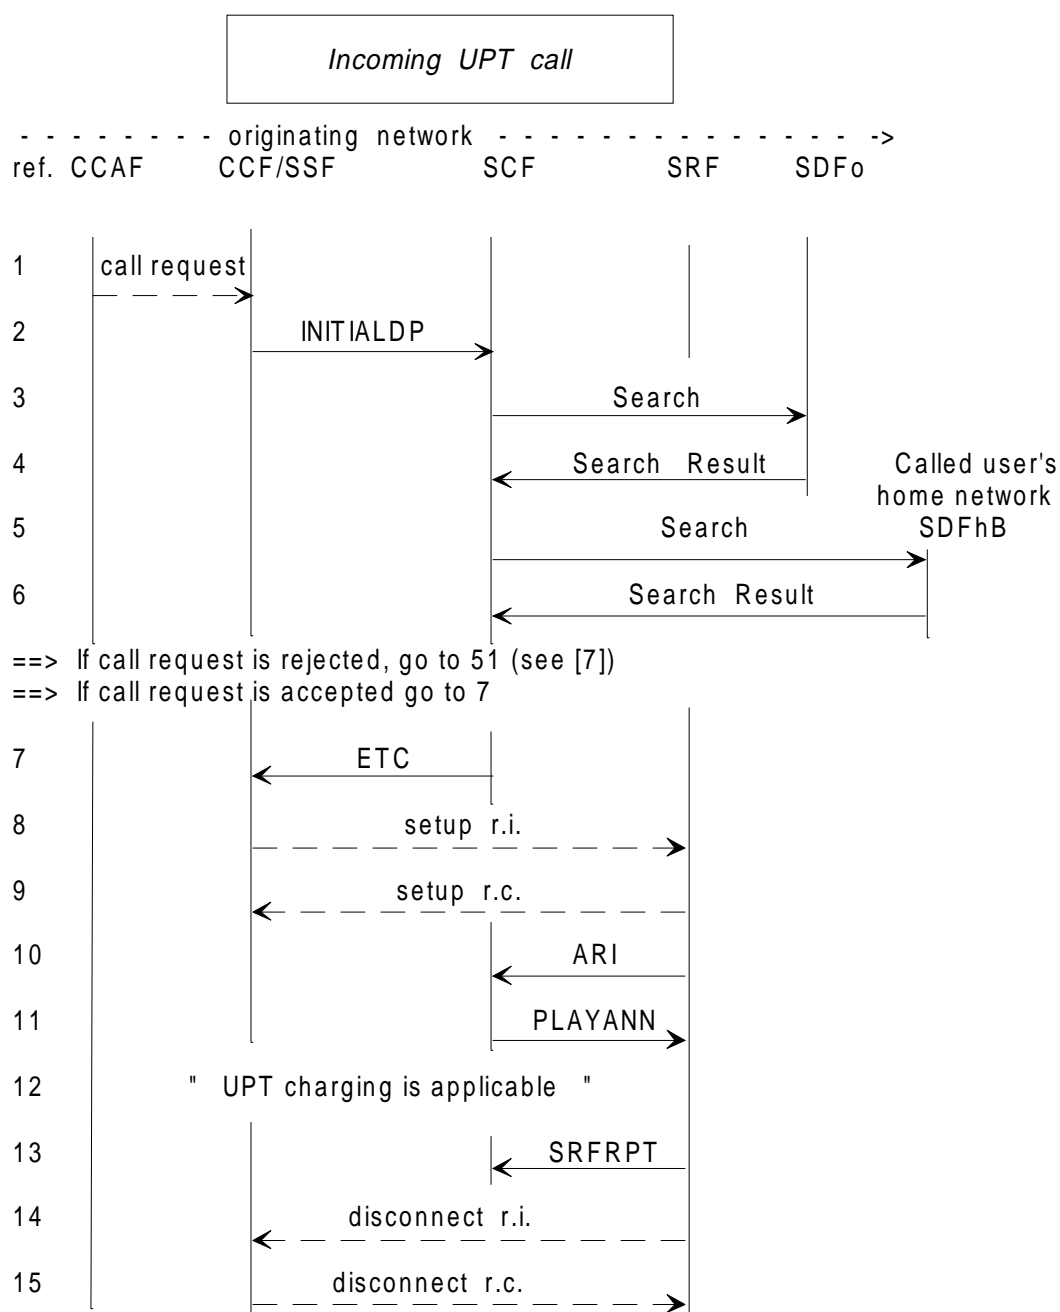 Incoming UPT call
- - - - - - - - originating network - - - - - - - - - - - - - - - ->
ref. CCAF CCF/SSF SCF SRF SDFo
1 call request
2 INITIALDP
3 Search
4 Search Result Called user's
home network
5 Search SDFhB
6 Search Result
==> If call request is rejected, go to 51 (see [7])
==> If call request is accepted go to 7
7 ETC
8 setup r.i.
9 setup r.c.
10 ARI
11 PLAYANN
12 " UPT charging is applicable "
13 SRFRPT
14 disconnect r.i.
15 disconnect r.c.